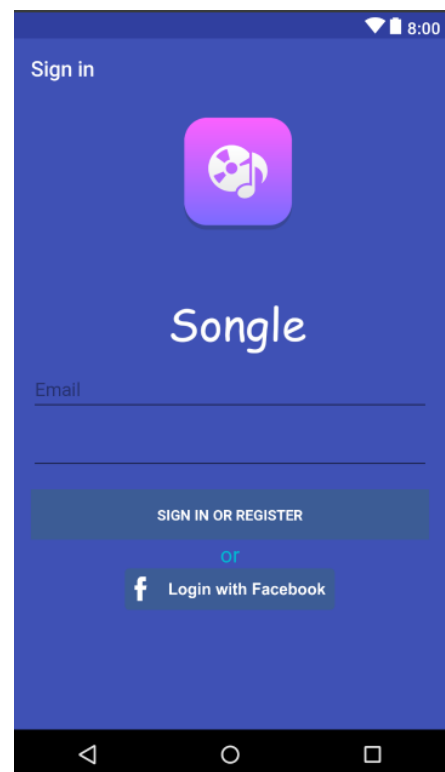 8:00
Sign in
Songle
Email
SIGN IN OR REGISTER
or
f Login with Facebook